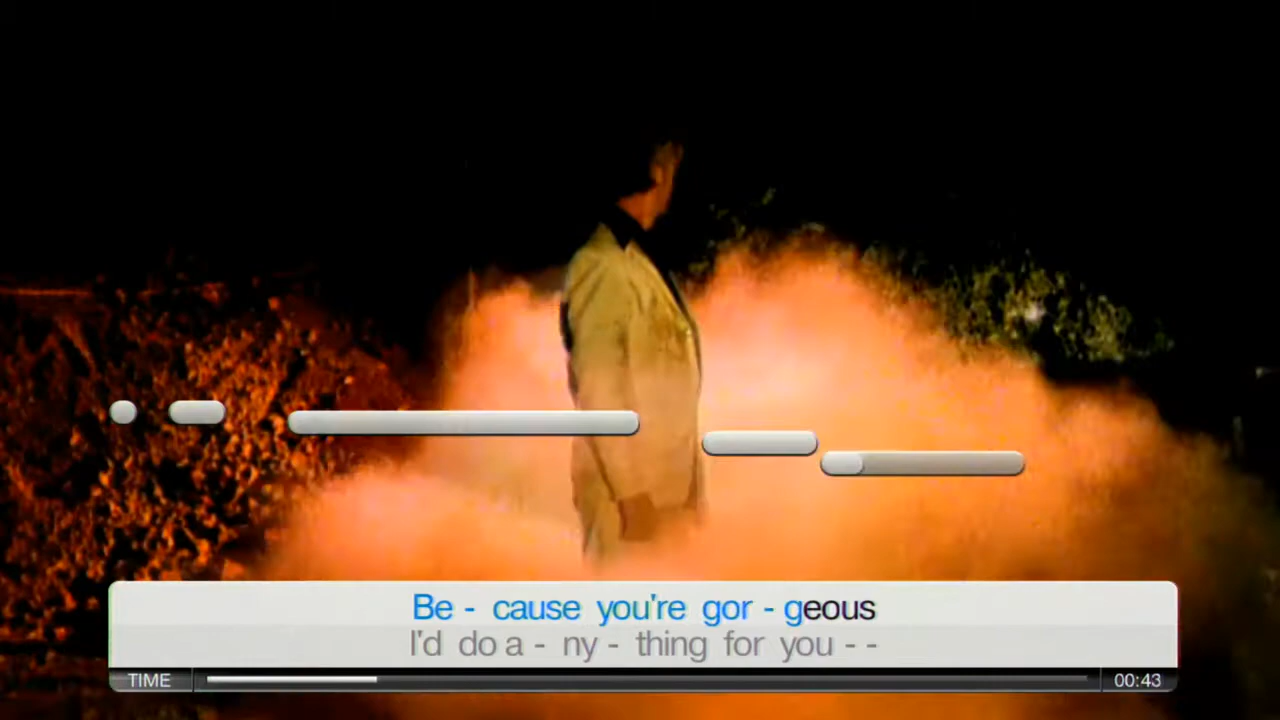 Be - cause you're gor - geous
I'd do a - ny - thing for you - -
TIME 00:43